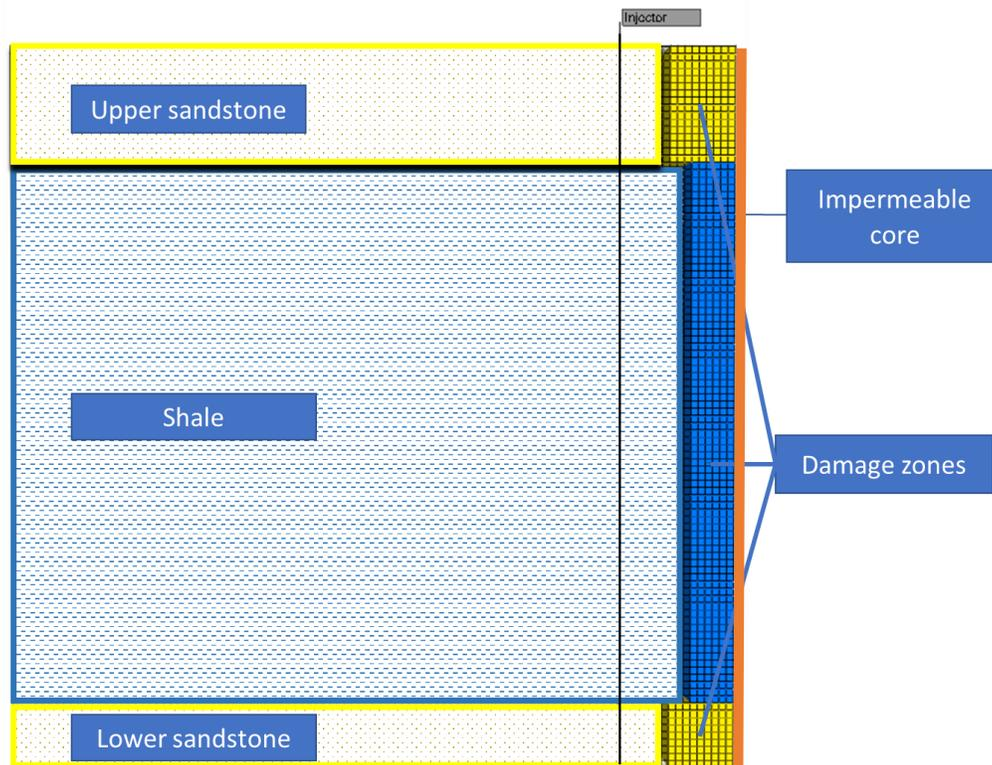 Injector
Upper sandstone
Impermeable
core
Shale
Damage zones
Lower sandstone